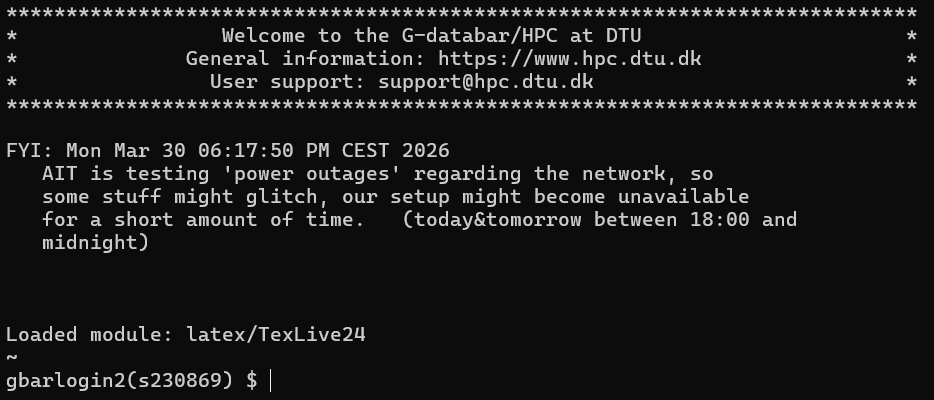 ****************************************************************************
*                 Welcome to the G-databar/HPC at DTU                      *
*              General information: https://www.hpc.dtu.dk                 *
*                User support: support@hpc.dtu.dk                          *
****************************************************************************
FYI: Mon Mar 30 06:17:50 PM CEST 2026
   AIT is testing 'power outages' regarding the network, so
   some stuff might glitch, our setup might become unavailable
   for a short amount of time.   (today&tomorrow between 18:00 and
   midnight)
Loaded module: latex/TexLive24
~
gbarlogin2(s230869) $